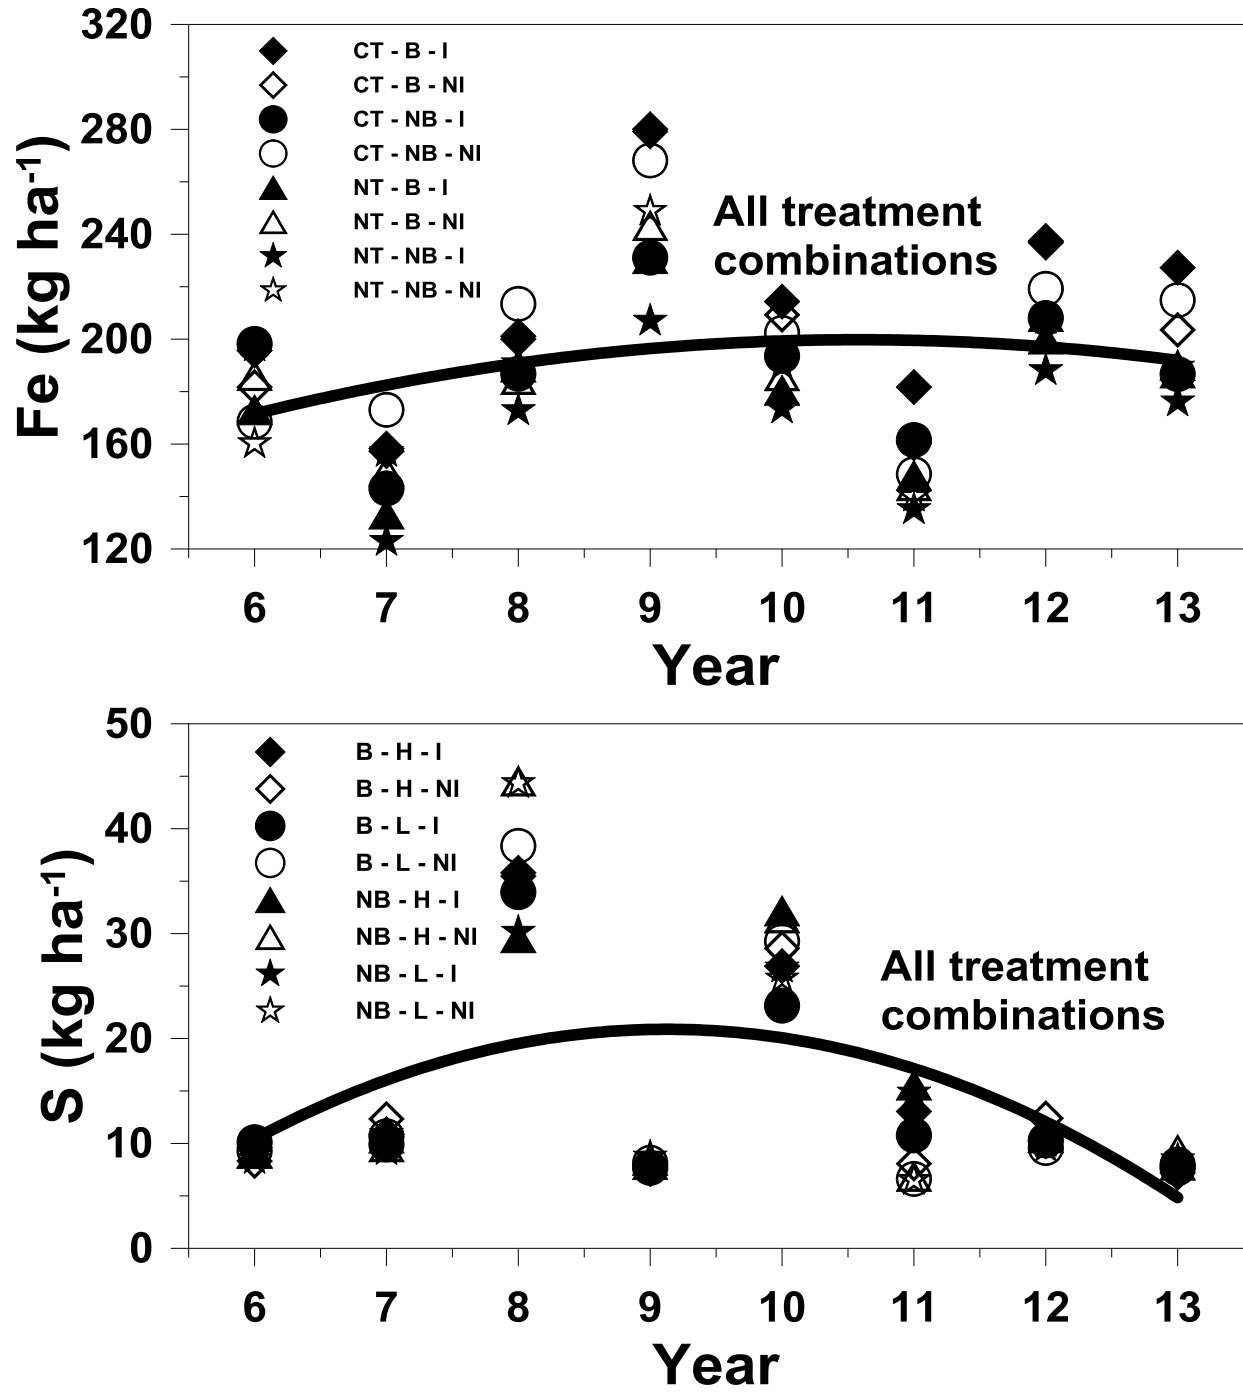 320
280
240
200
160
120
Fe (kg ha-1)
CT - B - I
CT - B - NI
CT - NB - I
CT - NB - NI
NT - B - I
NT - B - NI
NT - NB - I
NT - NB - NI
All treatment
combinations
6 7 8 9 10 11 12 13
Year
50
40
30
20
10
0
S (kg ha-1)
B - H - I
B - H - NI
B - L - I
B - L - NI
NB - H - I
NB - H - NI
NB - L - I
NB - L - NI
All treatment
combinations
6 7 8 9 10 11 12 13
Year